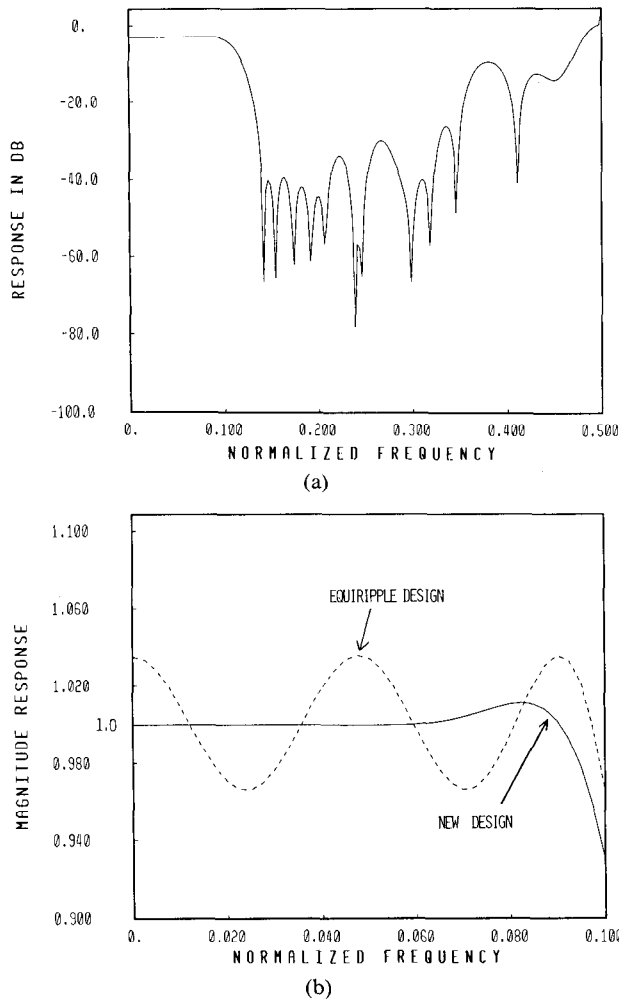 0.
-20.0
-40.0
-60.0
-80.0
-100.0
RESPONSE IN DB
0. 0.100 0.200 0.300 0.400 0.500
NORMALIZED FREQUENCY
(a)
1.100
1.060
1.020
1.0
0.980
0.940
0.900
MAGNITUDE RESPONSE
EQUIRIPPLE DESIGN
NEW DESIGN
0. 0.020 0.040 0.060 0.080 0.100
NORMALIZED FREQUENCY
(b)